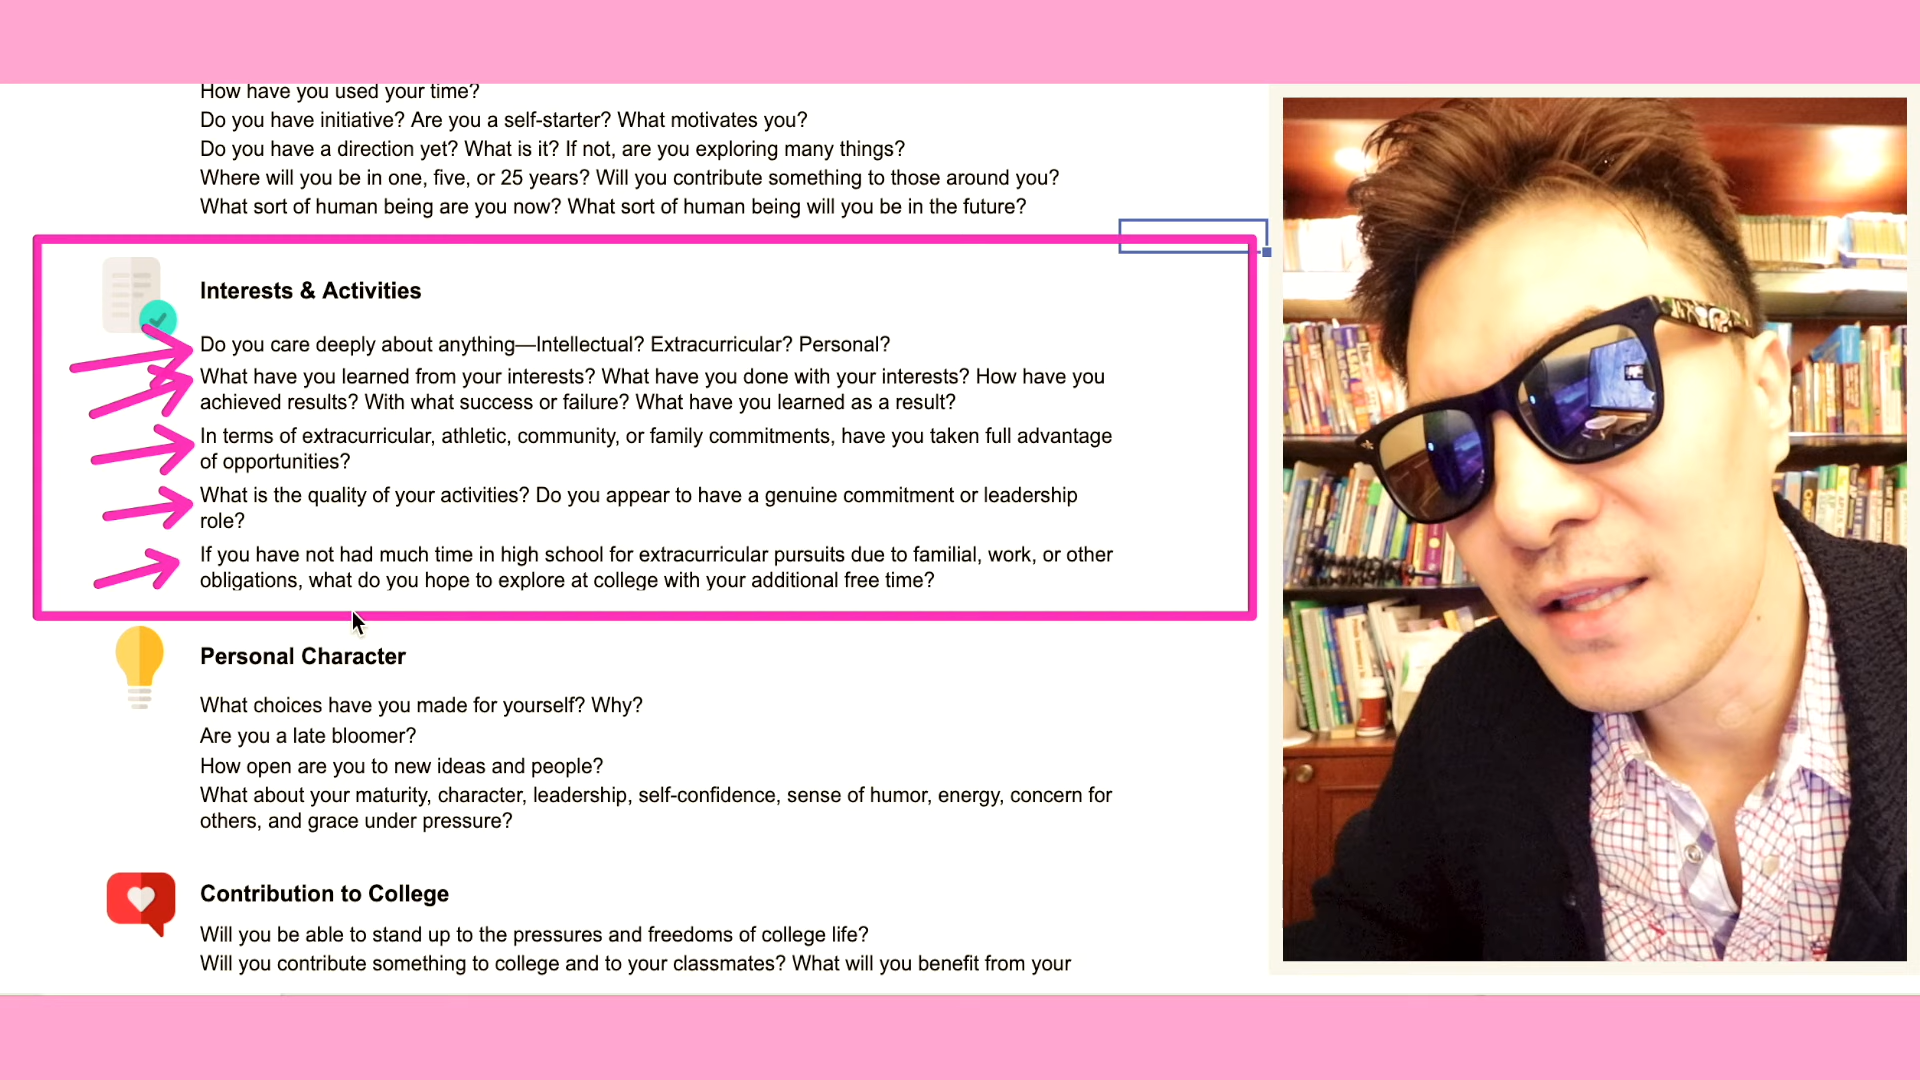 How have you used your time?
Do you have initiative? Are you a self-starter? What motivates you?
Do you have a direction yet? What is it? If not, are you exploring many things?
Where will you be in one, five, or 25 years? Will you contribute something to those around you?
What sort of human being are you now? What sort of human being will you be in the future?
Interests & Activities
Do you care deeply about anything—Intellectual? Extracurricular? Personal?
What have you learned from your interests? What have you done with your interests? How have you
achieved results? With what success or failure? What have you learned as a result?
In terms of extracurricular, athletic, community, or family commitments, have you taken full advantage
of opportunities?
What is the quality of your activities? Do you appear to have a genuine commitment or leadership
role?
If you have not had much time in high school for extracurricular pursuits due to familial, work, or other
obligations, what do you hope to explore at college with your additional free time?
Personal Character
What choices have you made for yourself? Why?
Are you a late bloomer?
How open are you to new ideas and people?
What about your maturity, character, leadership, self-confidence, sense of humor, energy, concern for
others, and grace under pressure?
Contribution to College
Will you be able to stand up to the pressures and freedoms of college life?
Will you contribute something to college and to your classmates? What will you benefit from your